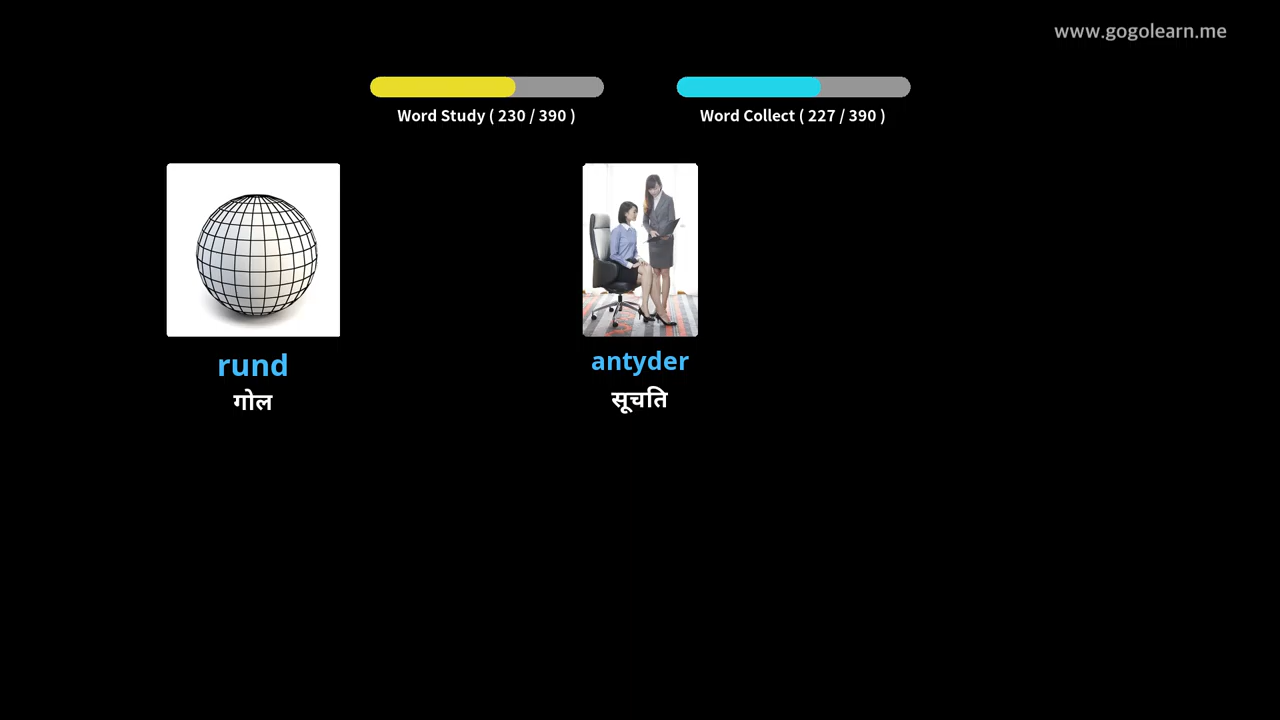 www.gogolearn.me
Word Study ( 230 / 390 )
Word Collect ( 227 / 390 )
rund
गोल
antyder
सूचति